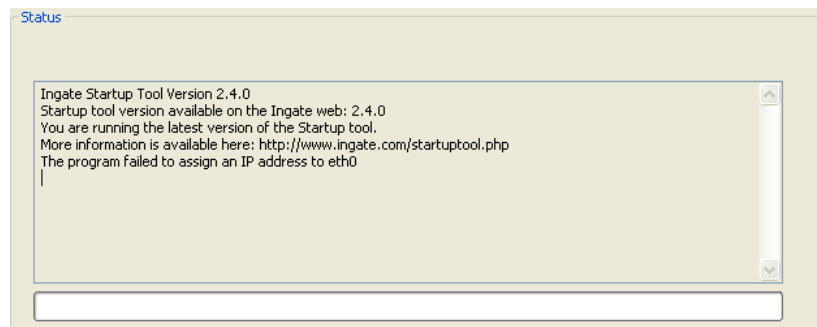 Status
Ingate Startup Tool Version 2.4.0
Startup tool version available on the Ingate web: 2.4.0
You are running the latest version of the Startup tool.
More information is available here: http://www.ingate.com/startuptool.php
The program failed to assign an IP address to eth0